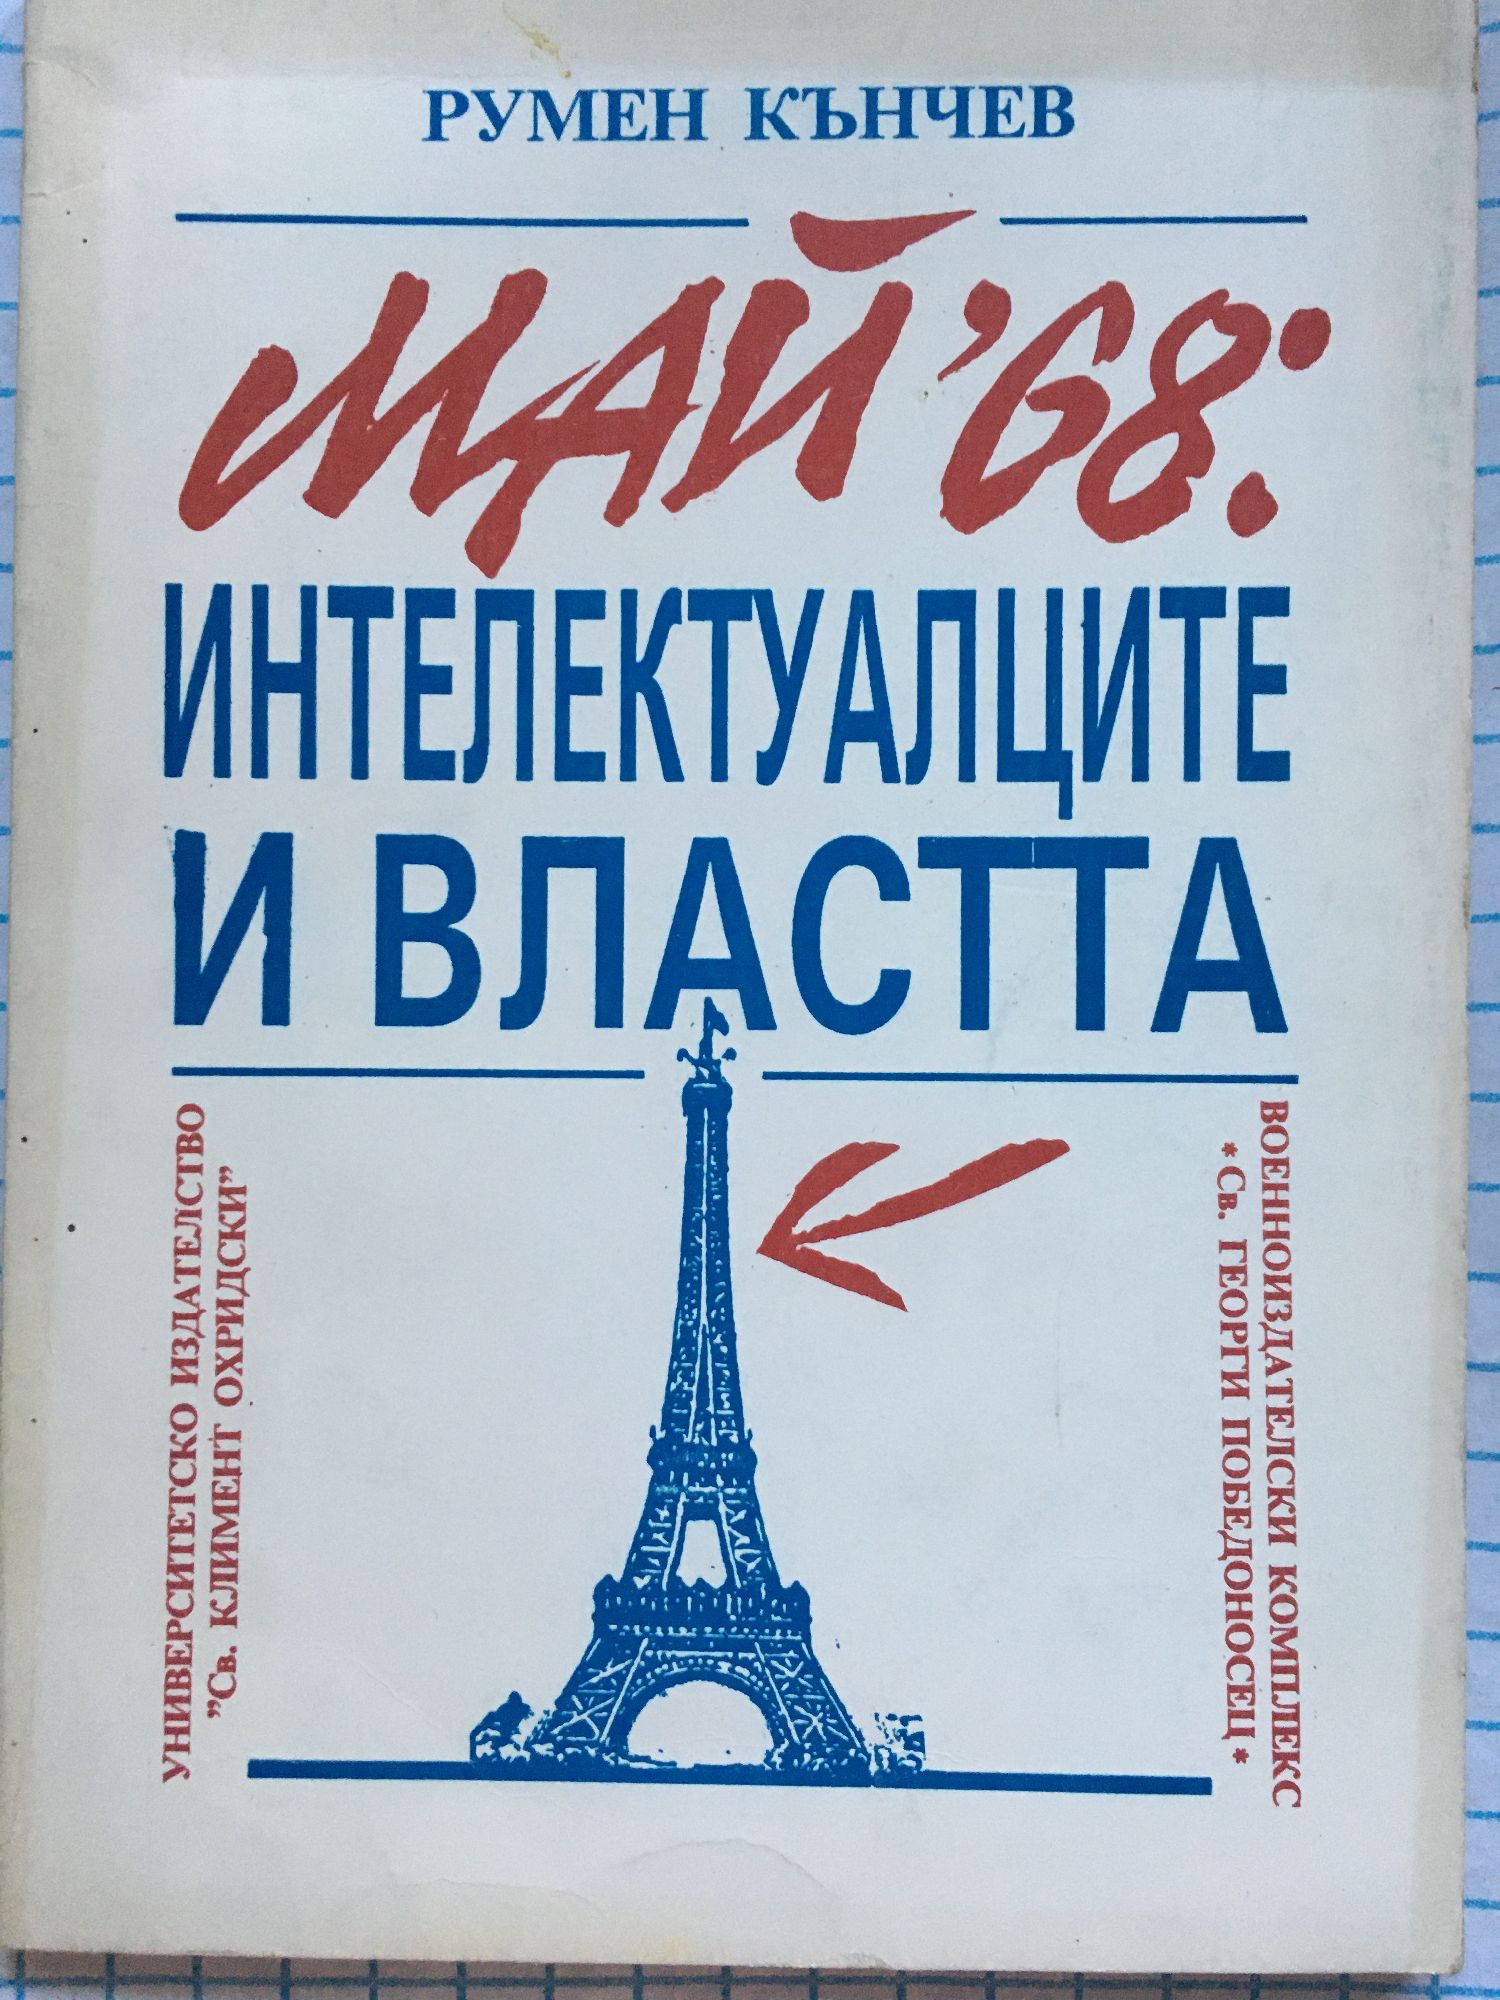 РУМЕН КЪНЧЕВ
МАЙ '68:
ИНТЕЛЕКТУАЛЦИТЕ
И ВЛАСТТА
УНИВЕРСИТЕТСКО ИЗДАТЕЛСТВО
"Св. КЛИМЕНТ ОХРИДСКИ"
ВОЕННОИЗДАТЕЛСКИ КОМПЛЕКС
*Св. ГЕОРГИ ПОБЕДОНОСЕЦ*